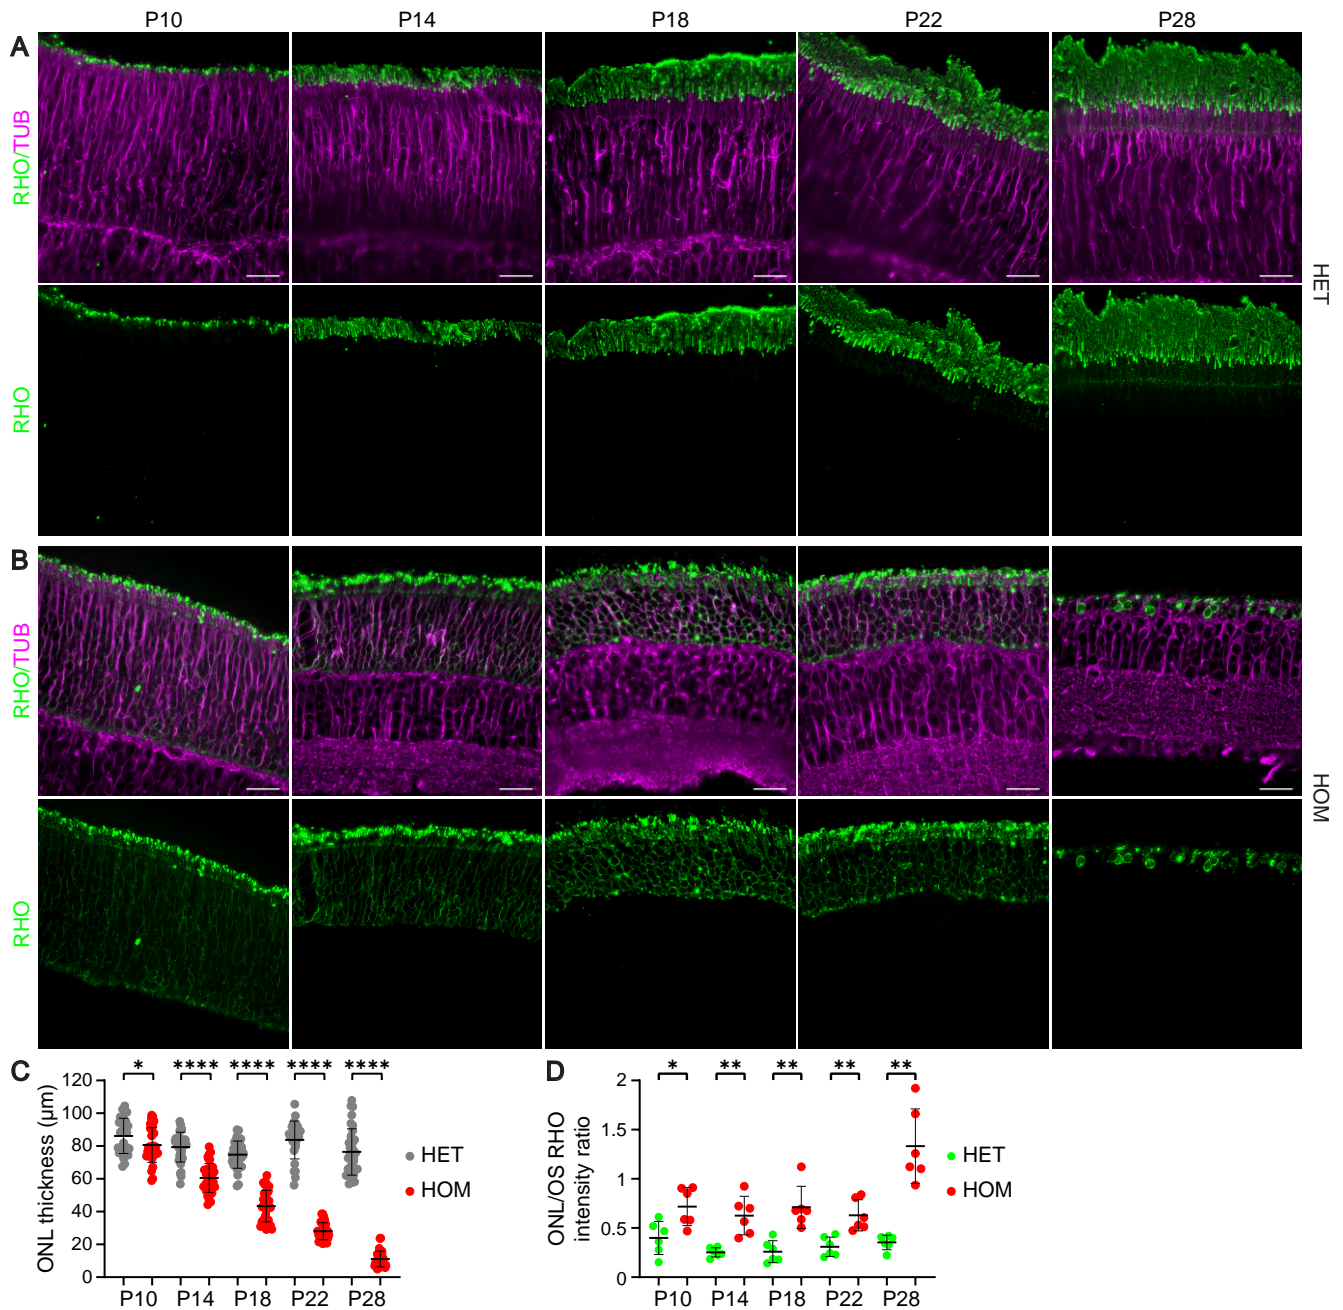 P10 P14 P18 P22 P28
A
RHO/TUB
HET
RHO
B
RHO/TUB
HOM
RHO
C
* **** **** **** ****
ONL thickness (μm)
120
100
80
60
40
20
0
P10 P14 P18 P22 P28
HET
HOM
D
* ** ** ** **
ONL/OS RHO
intensity ratio
2
1.5
1
0.5
0
P10 P14 P18 P22 P28
HET
HOM